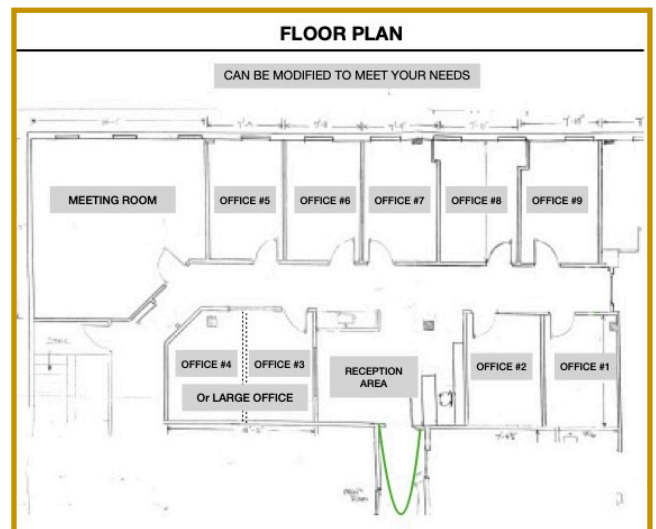 FLOOR PLAN
CAN BE MODIFIED TO MEET YOUR NEEDS
MEETING ROOM
OFFICE #5
OFFICE #6
OFFICE #7
OFFICE #8
OFFICE #9
OFFICE #4
OFFICE #3
Or LARGE OFFICE
RECEPTION
AREA
OFFICE #2
OFFICE #1